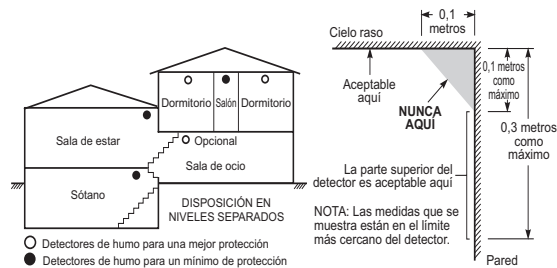 Dormitorio
Salón
Dormitorio
Sala de estar
Opcional
Sala de ocio
Sótano
DISPOSICIÓN EN
NIVELES SEPARADOS
Detectores de humo para una mejor protección
Detectores de humo para un mínimo de protección
0,1
metros
Cielo raso
Aceptable
aquí
NUNCA
AQUÍ
0,1 metros
como
máximo
0,3 metros
como
máximo
La parte superior del
detector es aceptable aquí
NOTA: Las medidas que se
muestra están en el límite
más cercano del detector.
Pared